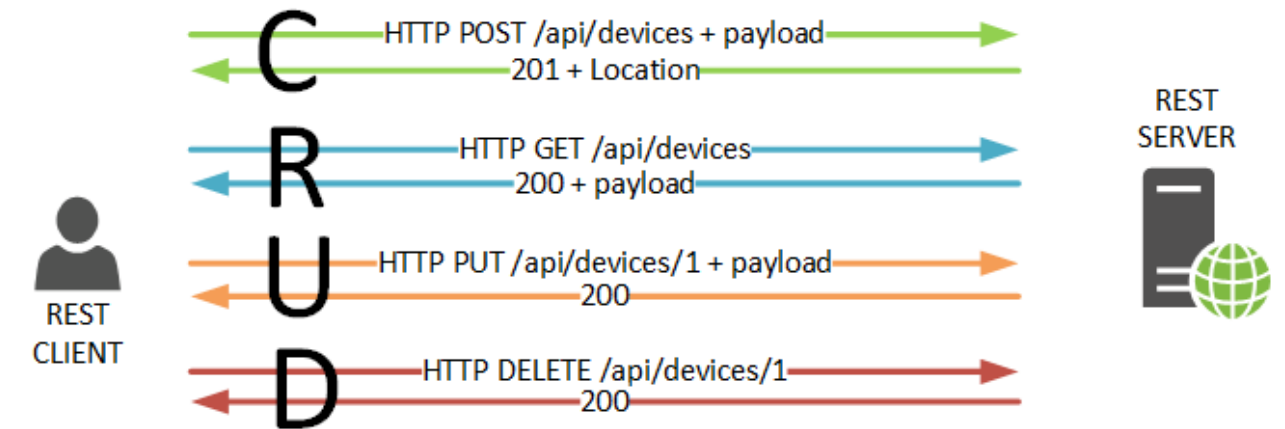 C
HTTP POST /api/devices + payload
201 + Location
R
HTTP GET /api/devices
200 + payload
U
HTTP PUT /api/devices/1 + payload
200
D
HTTP DELETE /api/devices/1
200
REST
CLIENT
REST
SERVER